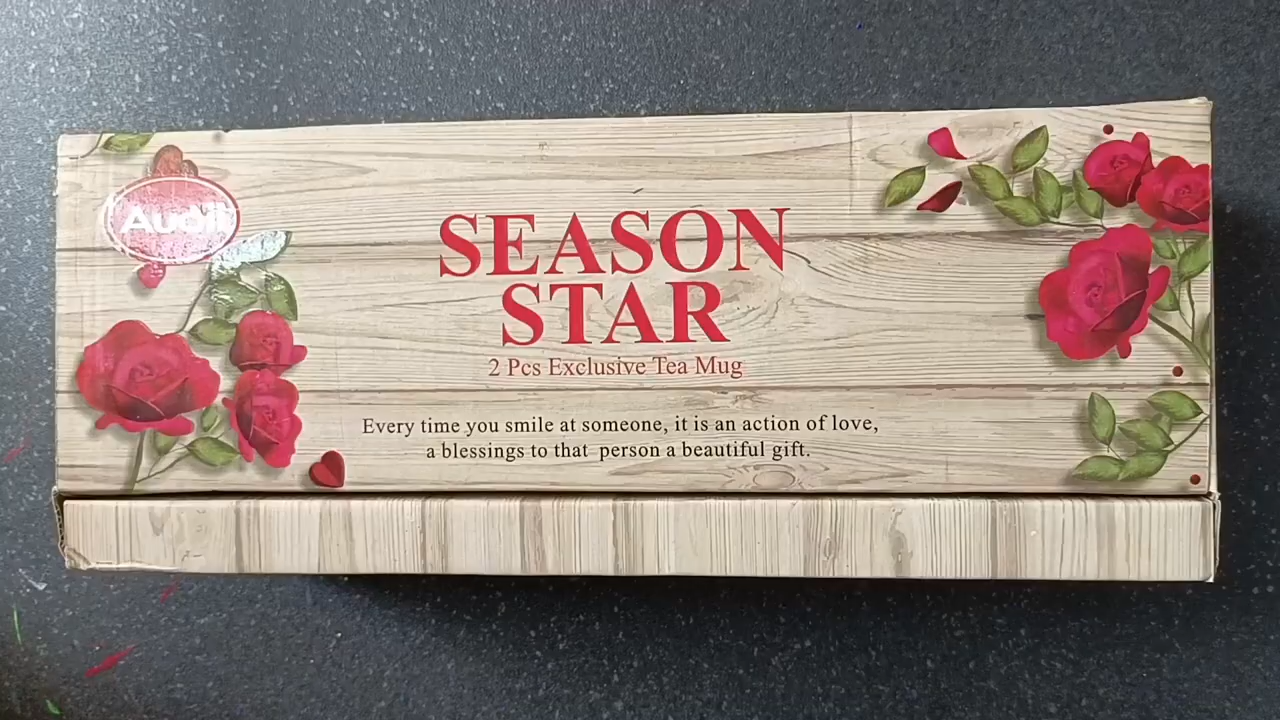 SEASON
STAR
2 Pcs Exclusive Tea Mug
Every time you smile at someone, it is an action of love,
a blessings to that person a beautiful gift.